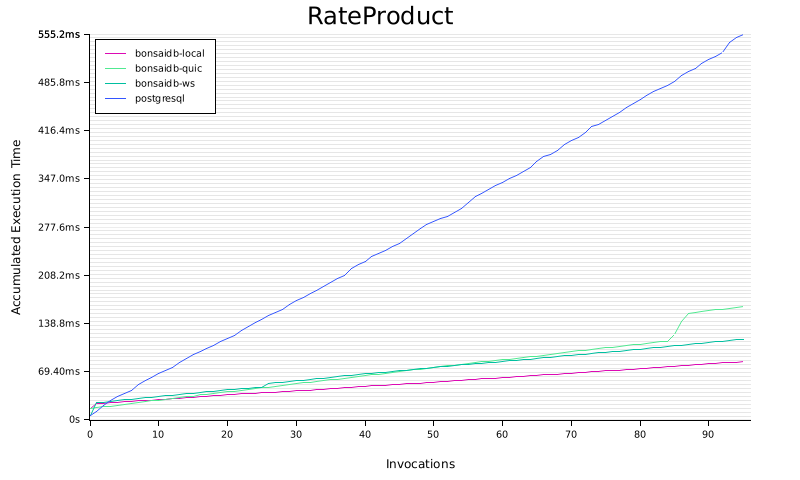 RateProduct
555.2ms
485.8ms
416.4ms
347.0ms
277.6ms
208.2ms
138.8ms
69.40ms
0s
Accumulated Execution Time
bonsaidb-local
bonsaidb-quic
bonsaidb-ws
postgresql
0 10 20 30 40 50 60 70 80 90
Invocations